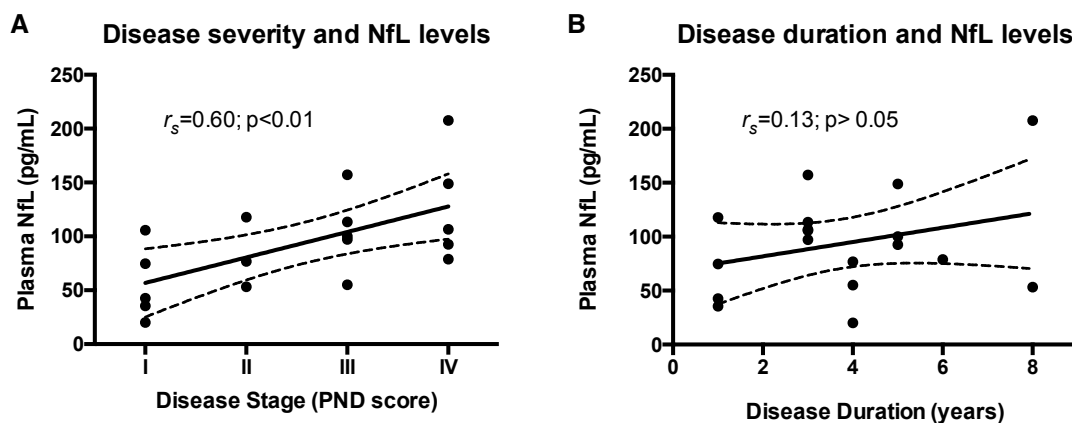 A
Disease severity and NfL levels
250
200
150
100
50
0
Plasma NfL (pg/mL)
rs=0.60; p<0.01
I
II
III
IV
Disease Stage (PND score)
B
Disease duration and NfL levels
250
200
150
100
50
0
Plasma NfL (pg/mL)
rs=0.13; p> 0.05
0
2
4
6
8
Disease Duration (years)